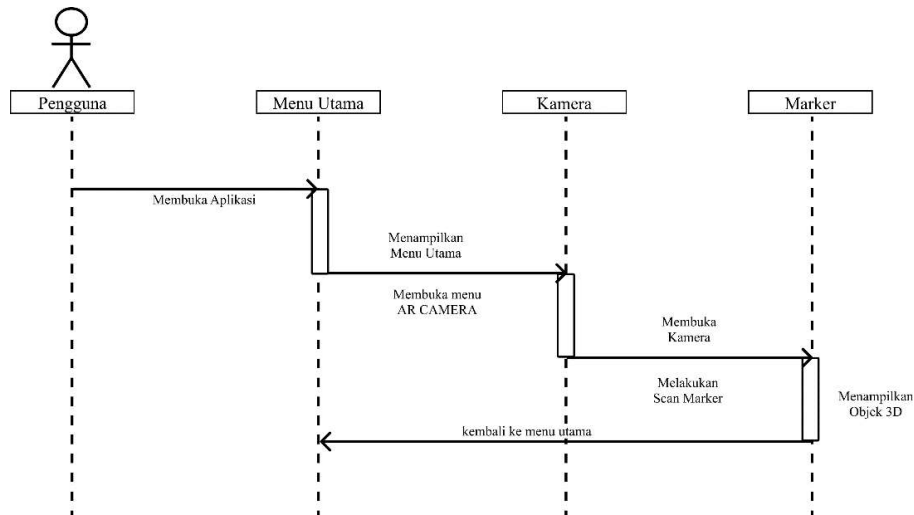 Pengguna
Menu Utama
Kamera
Marker
Membuka Aplikasi
Menampilkan
Menu Utama
Membuka menu
AR CAMERA
Membuka
Kamera
Melakukan
Scan Marker
Menampilkan
Objek 3D
kembali ke menu utama